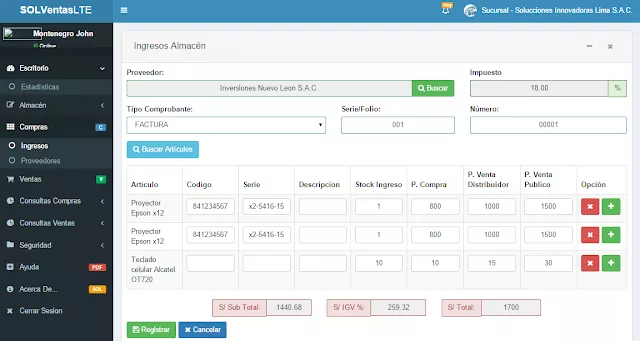 SOLVentasLTE
Hoy
Sucursal - Solucciones Innovadoras Lima S.A.C.
Montenegro John
Online
Escritorio
Estadísticas
Almacén
Compras C
Ingresos
Proveedores
Ventas V
Consultas Compras
Consultas Ventas
Seguridad
Ayuda PDF
Acerca De... SOL
Cerrar Sesion
Ingresos Almacén
Proveedor: Impuesto
Inversiones Nuevo Leon S.A.C. Buscar 18.00 %
Tipo Comprobante: Serie/Folio: Número:
FACTURA 001 00001
Buscar Articulos
Articulo Codigo Serie Descripcion Stock Ingreso P. Compra P. Venta Distribuidor P. Venta Publico Opción
Proyector Epson x12 841234567 x2-5416-15 1 800 1000 1500
Proyector Epson x12 841234567 x2-5416-15 1 800 1000 1500
Teclado celular Alcatel OT720 10 10 15 30
S/ Sub Total: 1440.68 S/ IGV %: 259.32 S/ Total: 1700
Registrar Cancelar